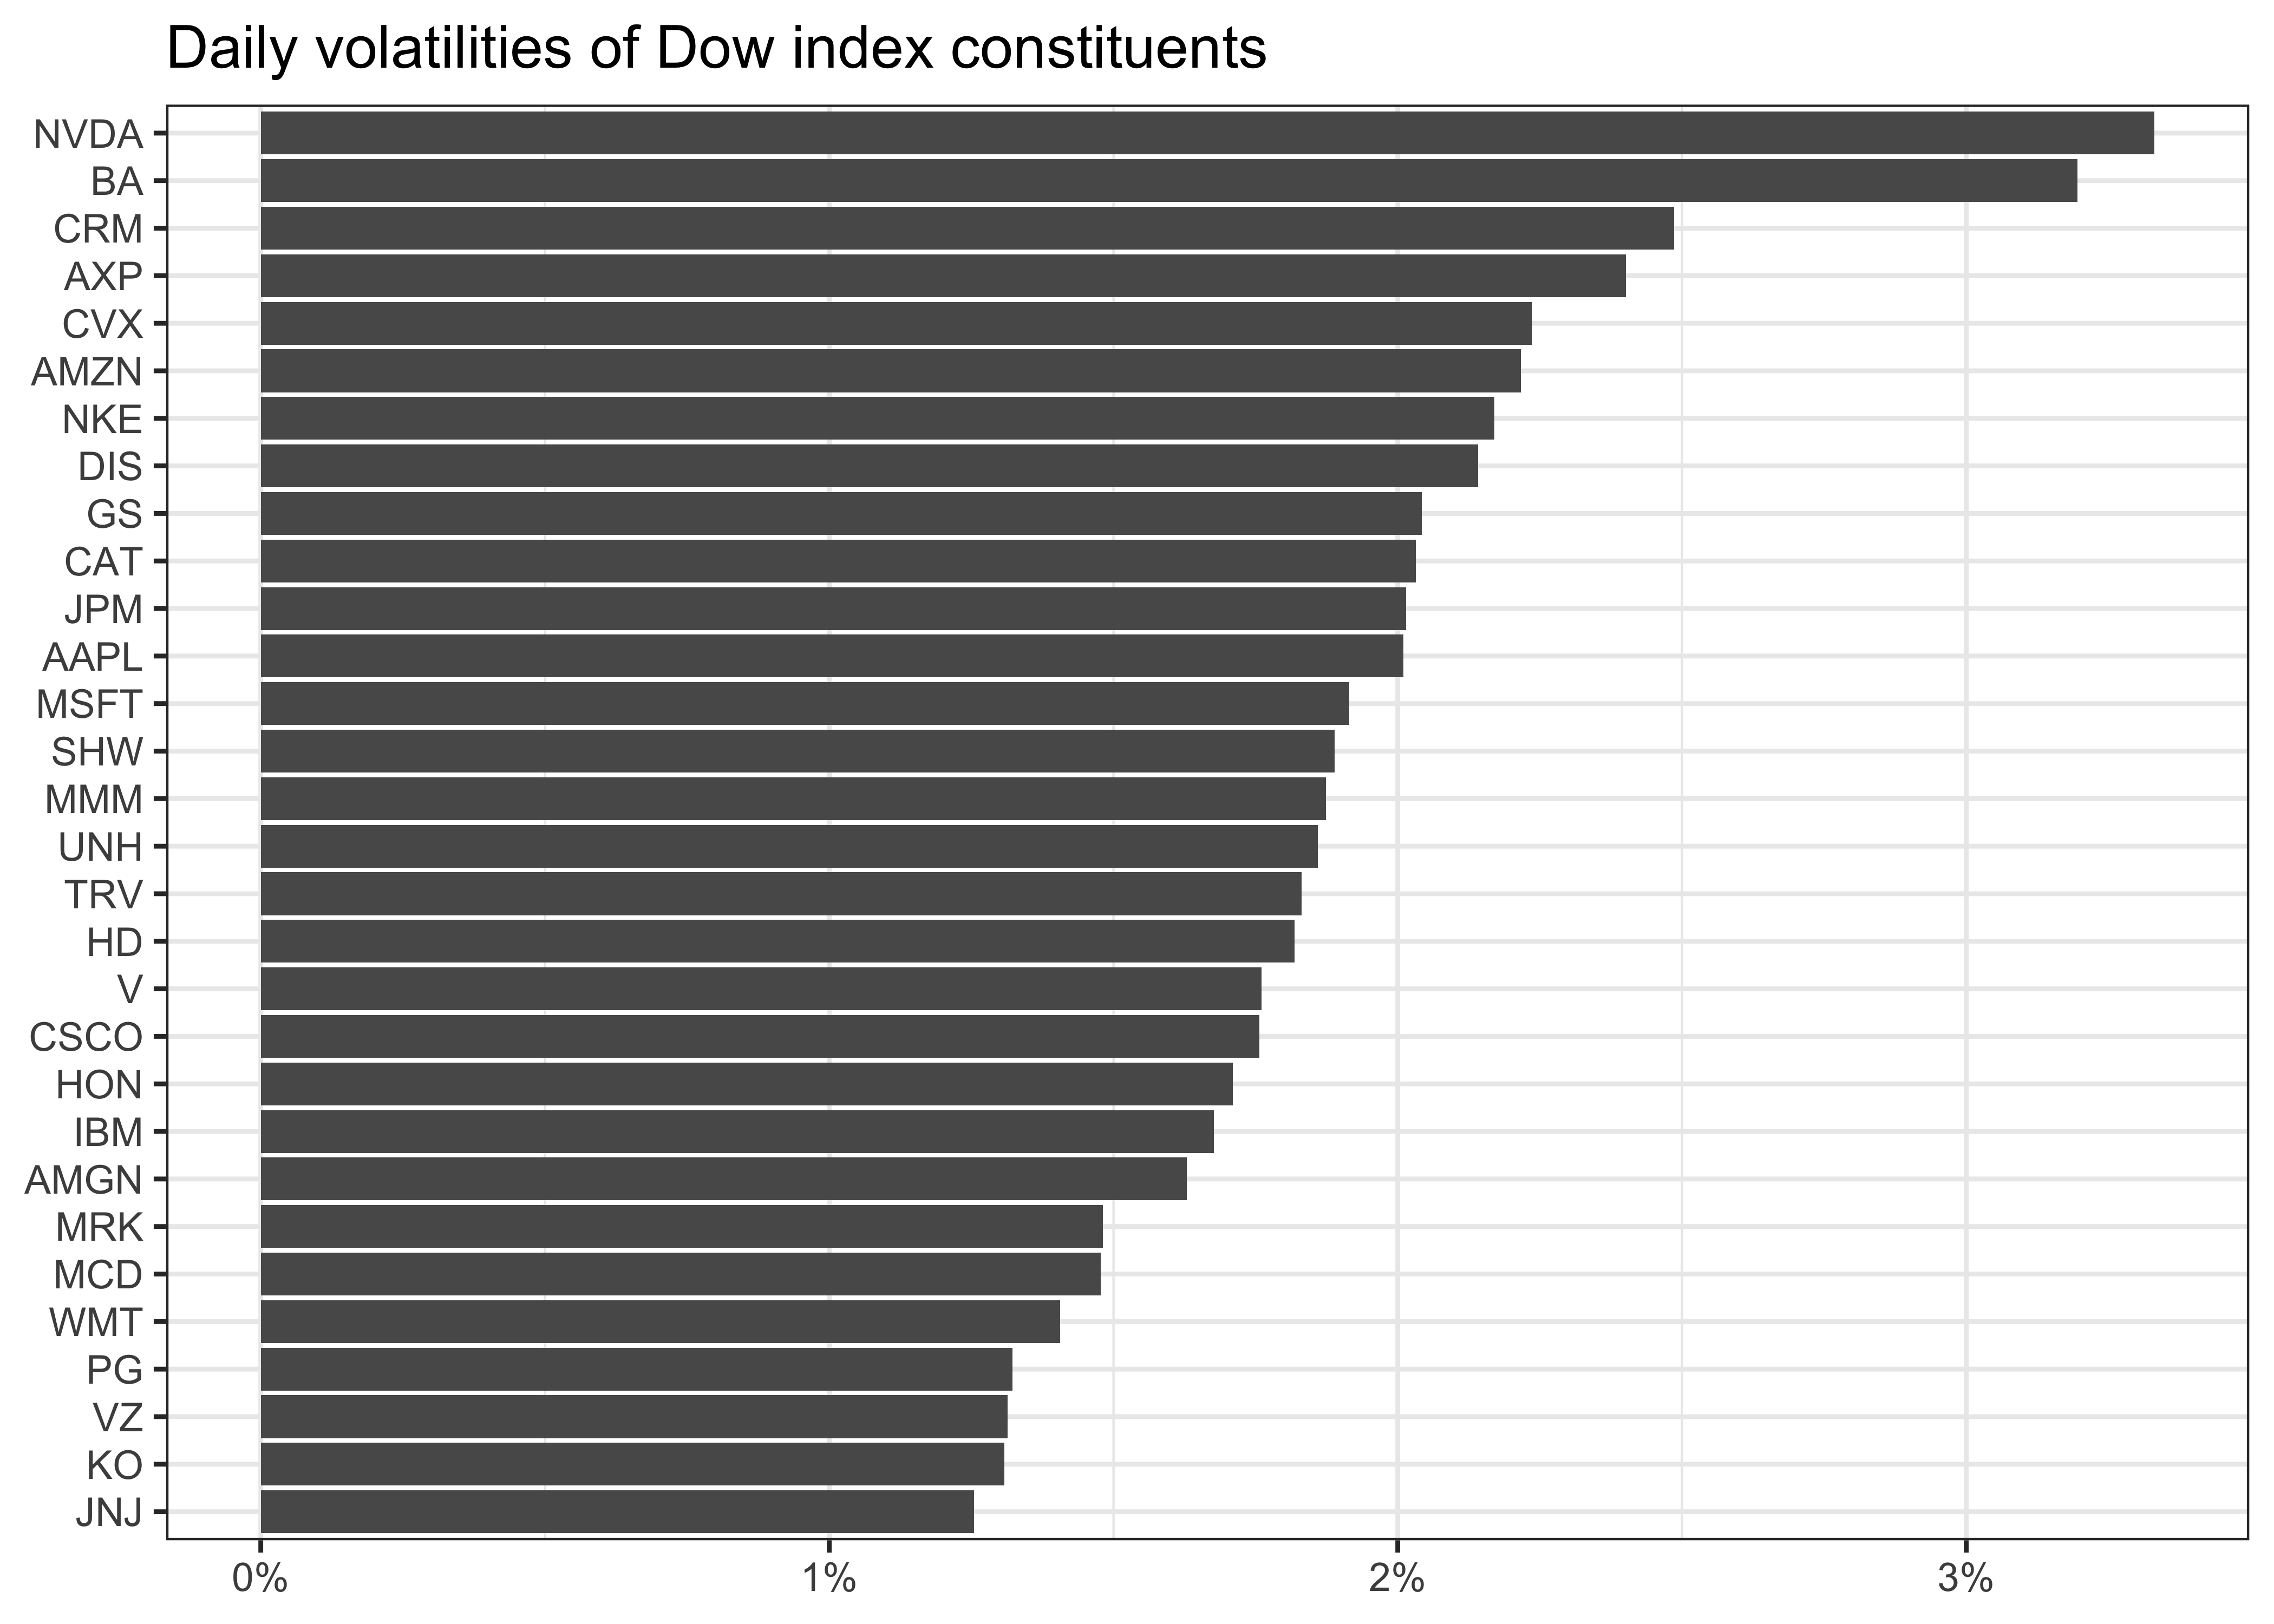 Daily volatilities of Dow index constituents
NVDA
BA
CRM
AXP
CVX
AMZN
NKE
DIS
GS
CAT
JPM
AAPL
MSFT
SHW
MMM
UNH
TRV
HD
V
CSCO
HON
IBM
AMGN
MRK
MCD
WMT
PG
VZ
KO
JNJ
0% 1% 2% 3%